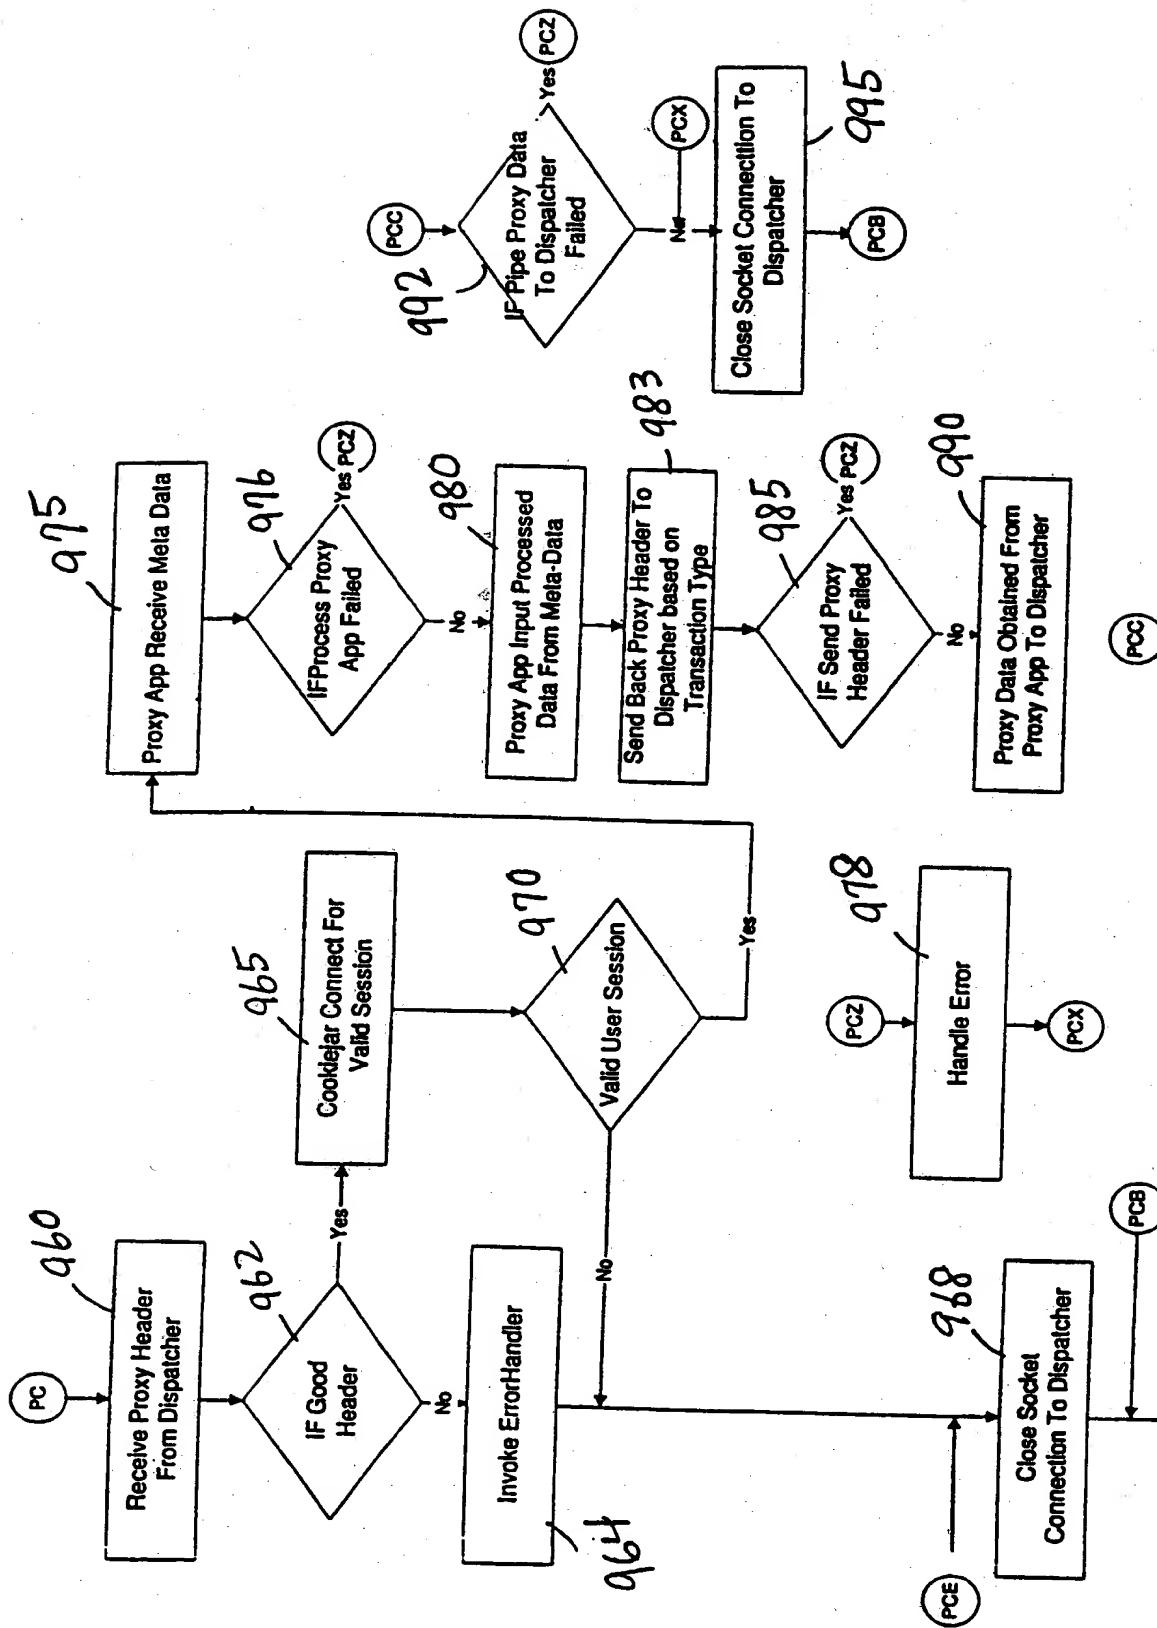 PC
960
Receive Proxy Header
From Dispatcher
962
IF Good
Header
Yes
No
Invoke ErrorHandler
964
965
Cookiejar Connect For
Valid Session
970
Valid User Session
No
Yes
PCE
968
Close Socket
Connection To Dispatcher
PCB
975
Proxy App Receive Meta Data
976
IFProcess Proxy
App Failed
Yes
PCZ
No
980
Proxy App Input Processed
Data From Meta-Data
983
Send Back Proxy Header To
Dispatcher based on
Transaction Type
985
IF Send Proxy
Header Failed
Yes
PCZ
No
990
Proxy Data Obtained From
Proxy App To Dispatcher
PCC
PCZ
978
Handle Error
PCX
PCC
992
IF Pipe Proxy Data
To Dispatcher
Failed
Yes
PCZ
No
PCX
Close Socket Connecttion To
Dispatcher
995
PCB